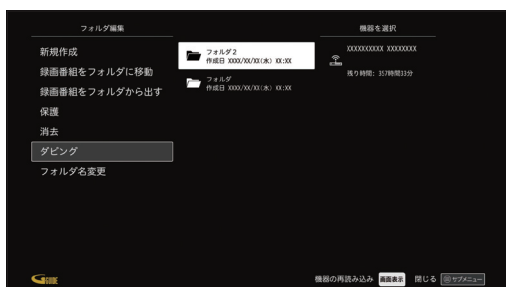 フォルダ編集
機器を選択
新規作成
録画番組をフォルダに移動
録画番組をフォルダから出す
保護
消去
ダビング
フォルダ名変更
フォルダ2
作成日 XXXX/XX/XX(水) XX:XX
フォルダ
作成日 XXXX/XX/XX(水) XX:XX
XXXXXXXXXX XXXXXXXX
残り時間: 357時間33分
G GUIDE
機器の再読み込み 画面表示 閉じる サブメニュー